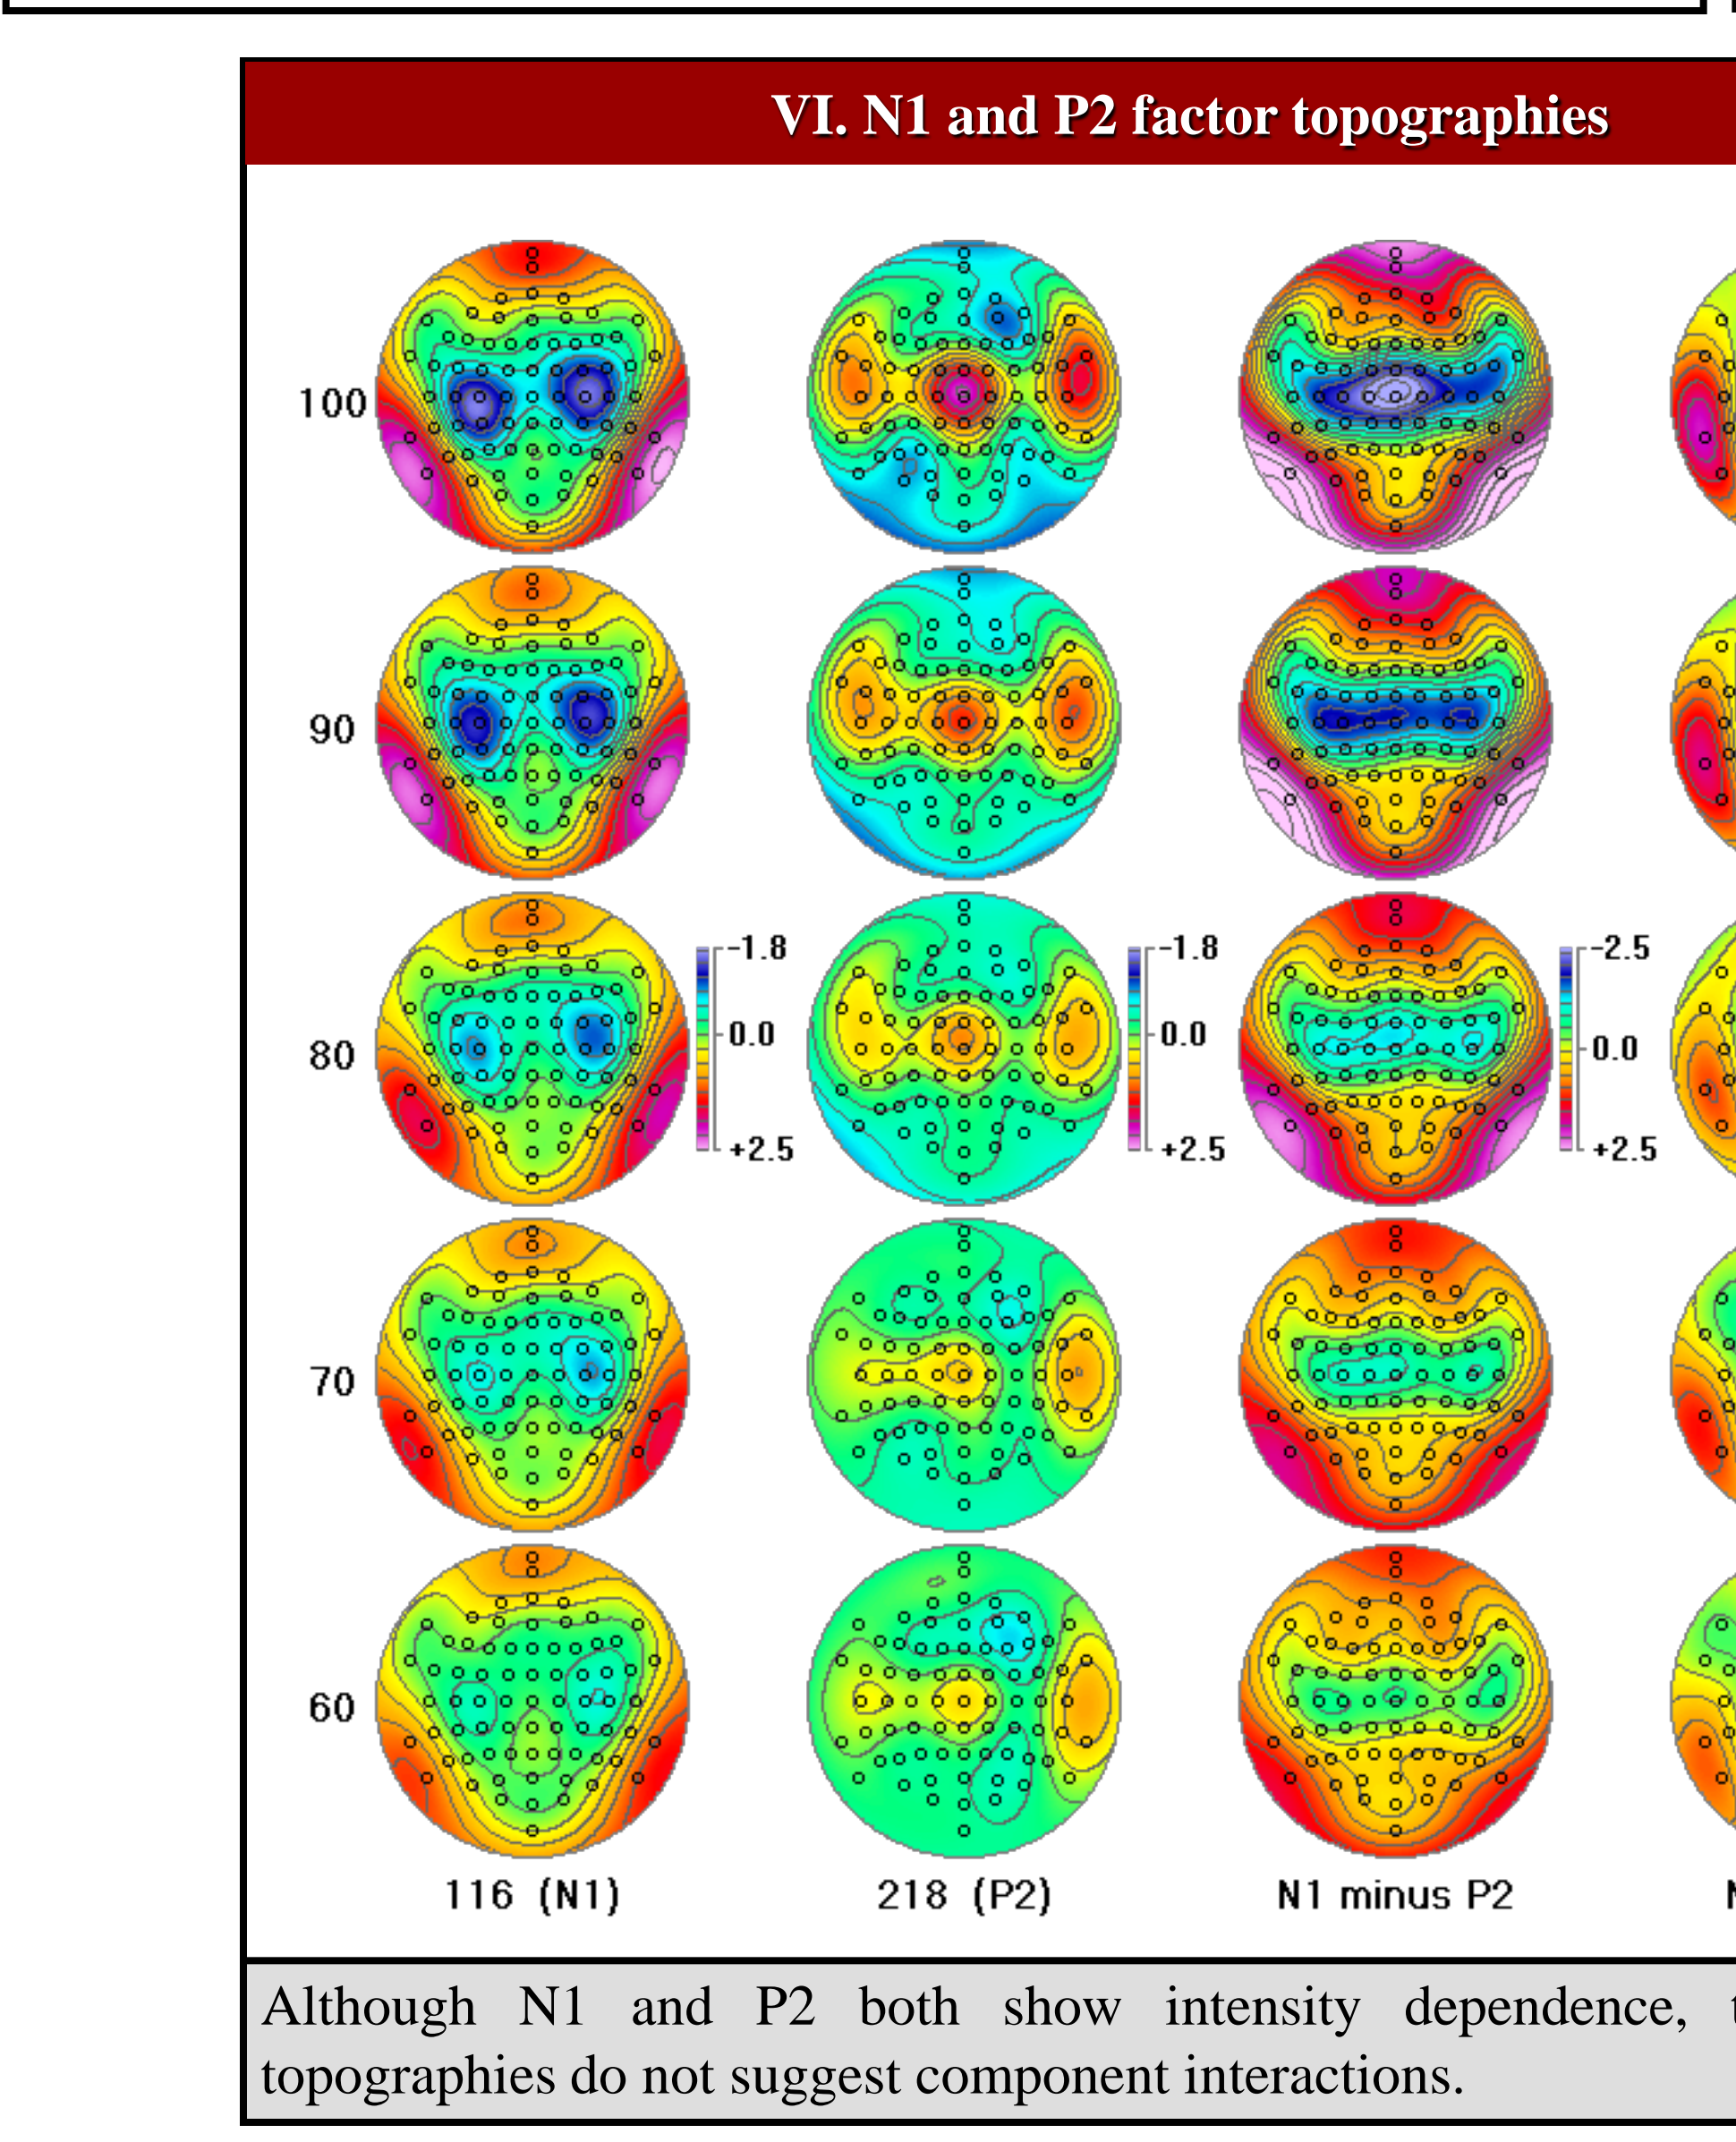 VI. N1 and P2 factor topographies
100
90
80
-1.8
0.0
+2.5
-1.8
0.0
+2.5
-2.5
0.0
+2.5
70
60
116 (N1)
218 (P2)
N1 minus P2
Although N1 and P2 both show intensity dependence,
topographies do not suggest component interactions.